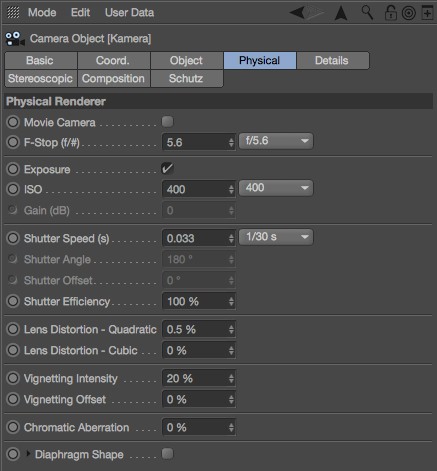 Mode Edit User Data
Camera Object [Kamera]
Basic Coord. Object Physical Details
Stereoscopic Composition Schutz
Physical Renderer
Movie Camera
F-Stop (f/#) 5.6 f/5.6
Exposure
ISO 400 400
Gain (dB) 0
Shutter Speed (s) 0.033 1/30 s
Shutter Angle 180 °
Shutter Offset 0 °
Shutter Efficiency 100 %
Lens Distortion - Quadratic 0.5 %
Lens Distortion - Cubic 0 %
Vignetting Intensity 20 %
Vignetting Offset 0 %
Chromatic Aberration 0 %
Diaphragm Shape